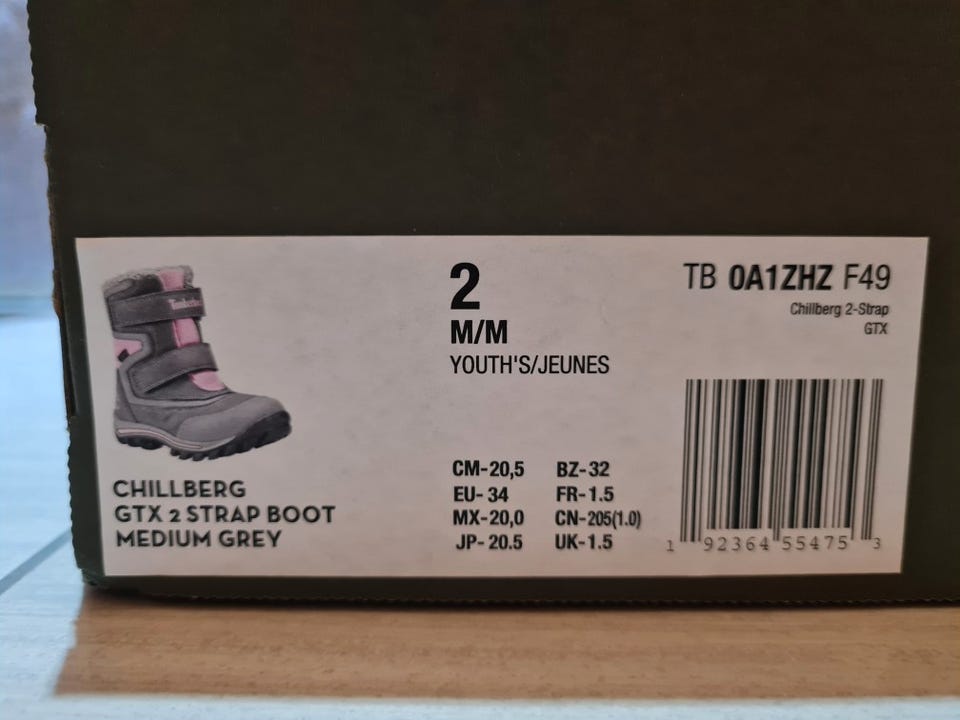 Timberland
CHILLBERG
GTX 2 STRAP BOOT
MEDIUM GREY
2
M/M
YOUTH'S/JEUNES
CM-20,5 BZ-32
EU- 34 FR-1.5
MX-20,0 CN-205(1.0)
JP- 20.5 UK-1.5
TB 0A1ZHZ F49
Chillberg 2-Strap
GTX
1 92364 55475 3